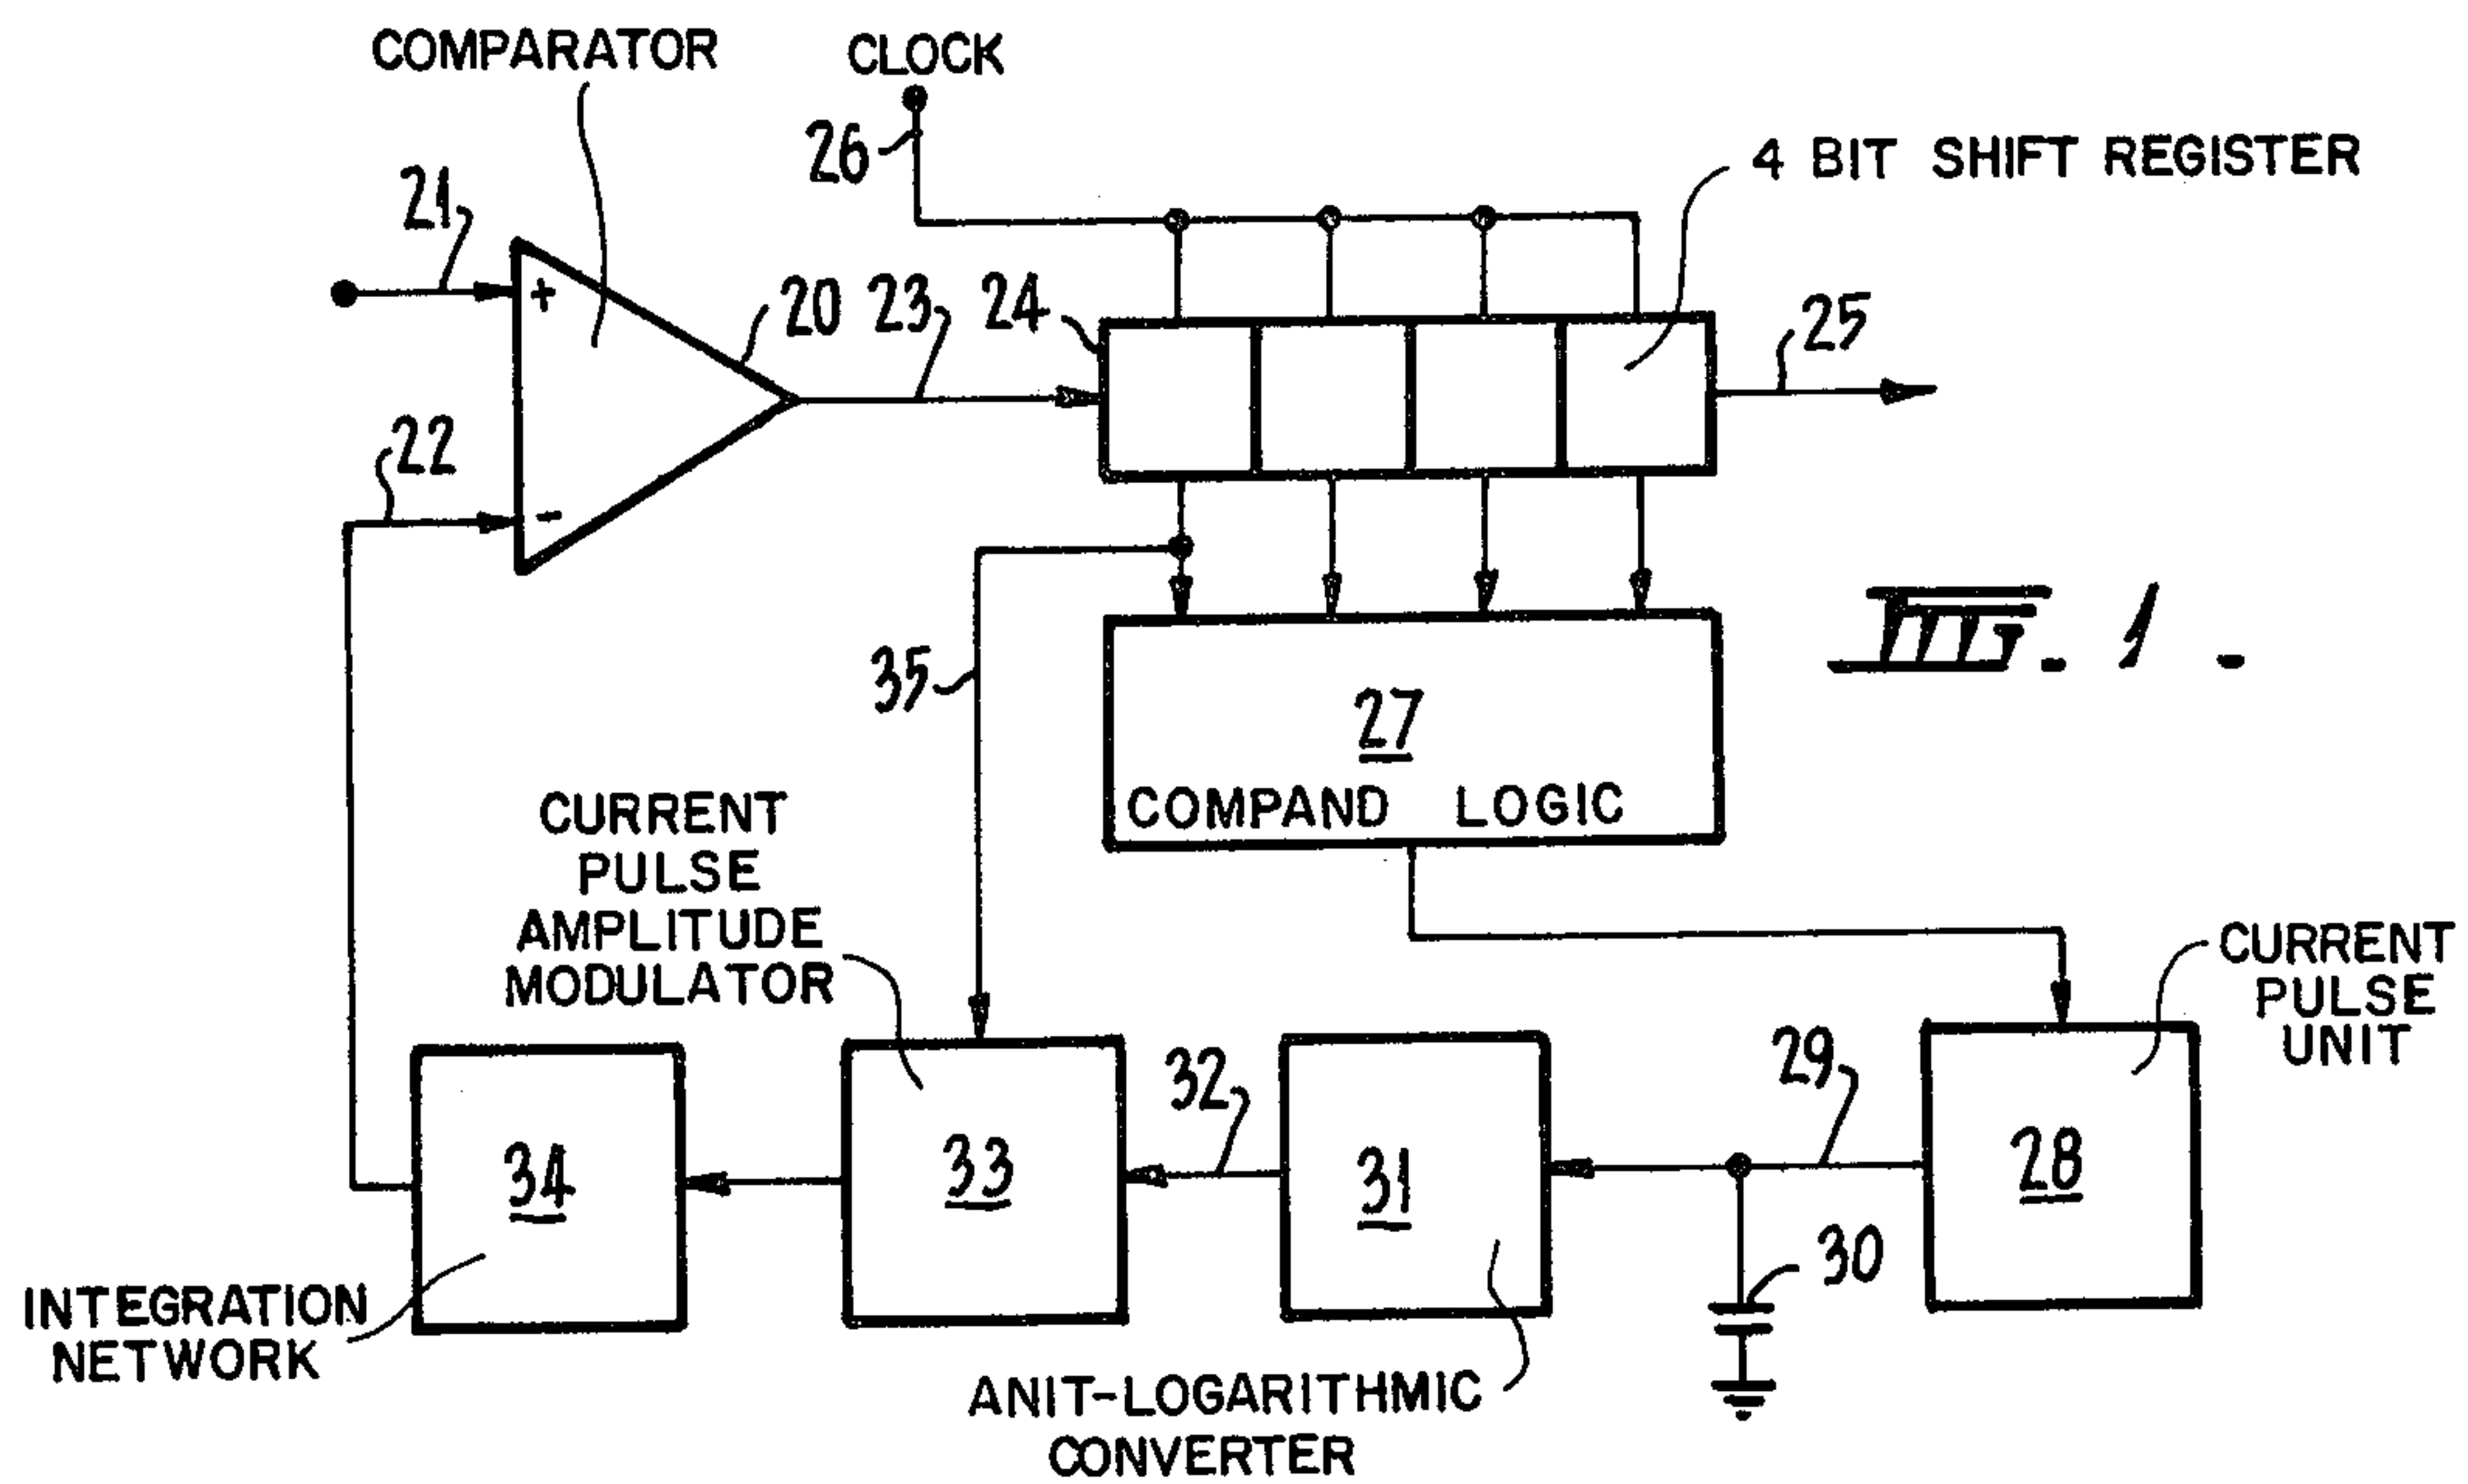 COMPARATOR
CLOCK
26
4 BIT SHIFT REGISTER
21
+
20
23
24
25
22
-
35
27
COMPAND LOGIC
FIG. 1.
CURRENT
PULSE
AMPLITUDE
MODULATOR
CURRENT
PULSE
UNIT
34
33
32
31
29
28
30
INTEGRATION
NETWORK
ANIT-LOGARITHMIC
CONVERTER